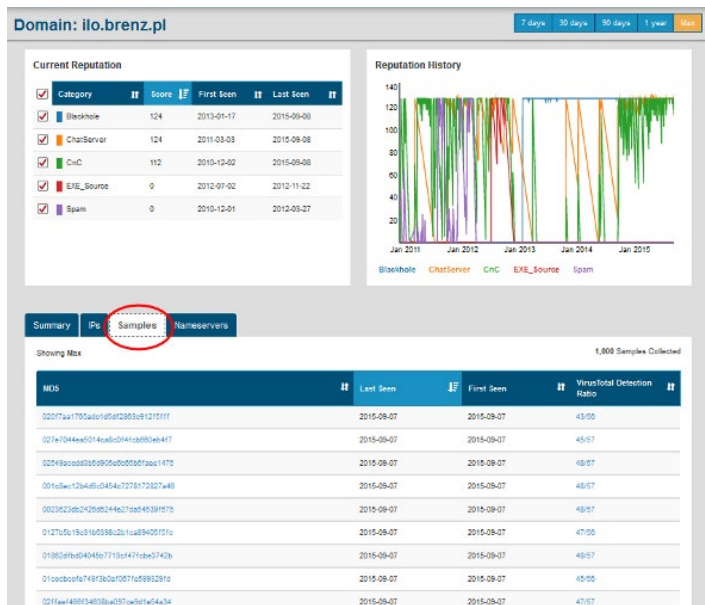 Domain: ilo.brenz.pl
7 days 30 days 90 days 1 year Max
Current Reputation
Category Score First Seen Last Seen
Blackhole 124 2013-01-17 2015-09-08
ChatServer 124 2011-03-03 2015-09-08
CnC 112 2010-12-02 2015-09-08
EXE_Source 0 2012-07-02 2012-11-22
Spam 0 2010-12-01 2012-03-27
Reputation History
140
120
100
80
60
40
20
Jan 2011 Jan 2012 Jan 2013 Jan 2014 Jan 2015
Blackhole ChatServer CnC EXE_Source Spam
Summary IPs Samples Nameservers
Showing Max 1,000 Samples Collected
MD5 Last Seen First Seen VirusTotal Detection Ratio
2015-09-07 2015-09-07 43/56
2015-09-07 2015-09-07 45/57
2015-09-07 2015-09-07 48/57
2015-09-07 2015-09-07 48/57
2015-09-07 2015-09-07 48/57
2015-09-07 2015-09-07 47/56
2015-09-07 2015-09-07 48/57
2015-09-07 2015-09-07
2015-09-07 2015-09-07 47/57